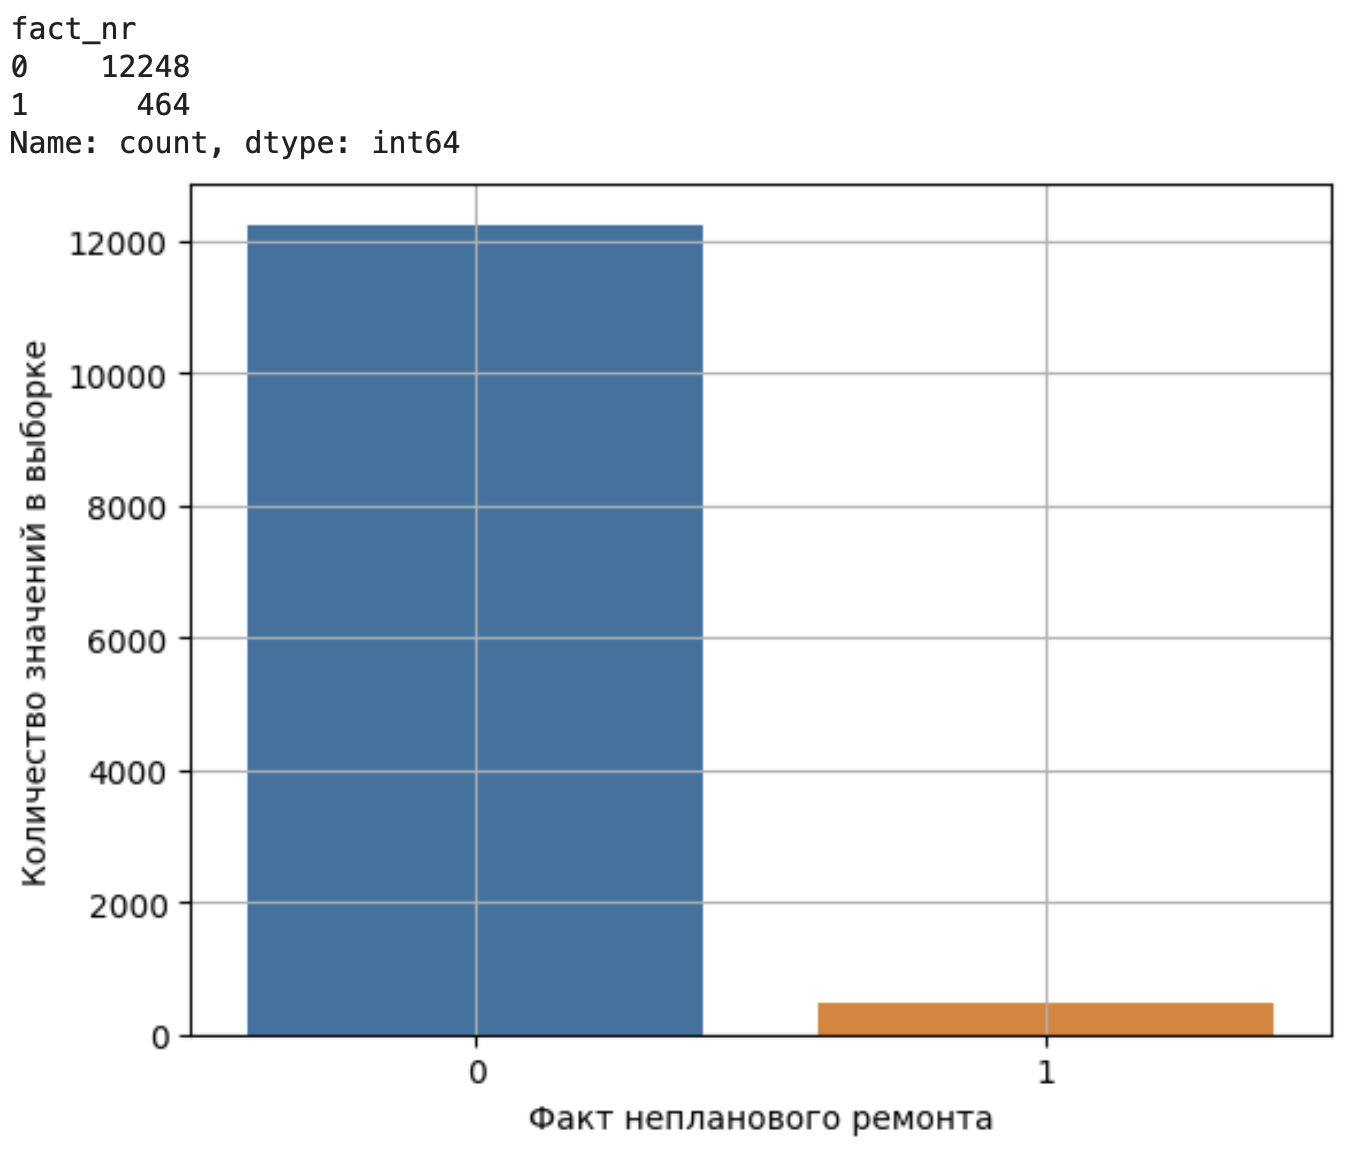 fact_nr
0    12248
1      464
Name: count, dtype: int64
12000
10000
8000
6000
4000
2000
0
Количество значений в выборке
0 1
Факт непланового ремонта